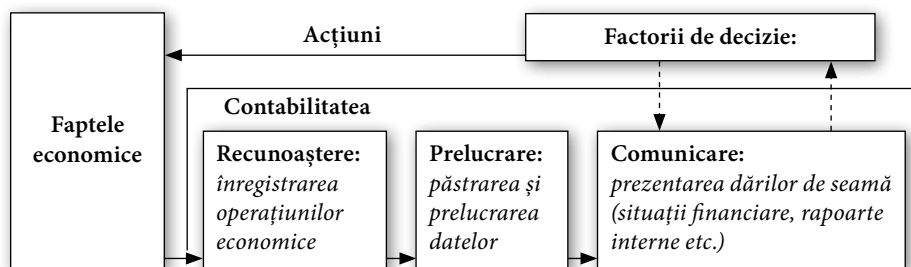 Acțiuni
Factorii de decizie:
Faptele
economice
Contabilitatea
Recunoaștere:
înregistrarea
operațiunilor
economice
Prelucrare:
păstrarea și
prelucrarea
datelor
Comunicare:
prezentarea dărilor de seamă
(situații financiare, rapoarte
interne etc.)